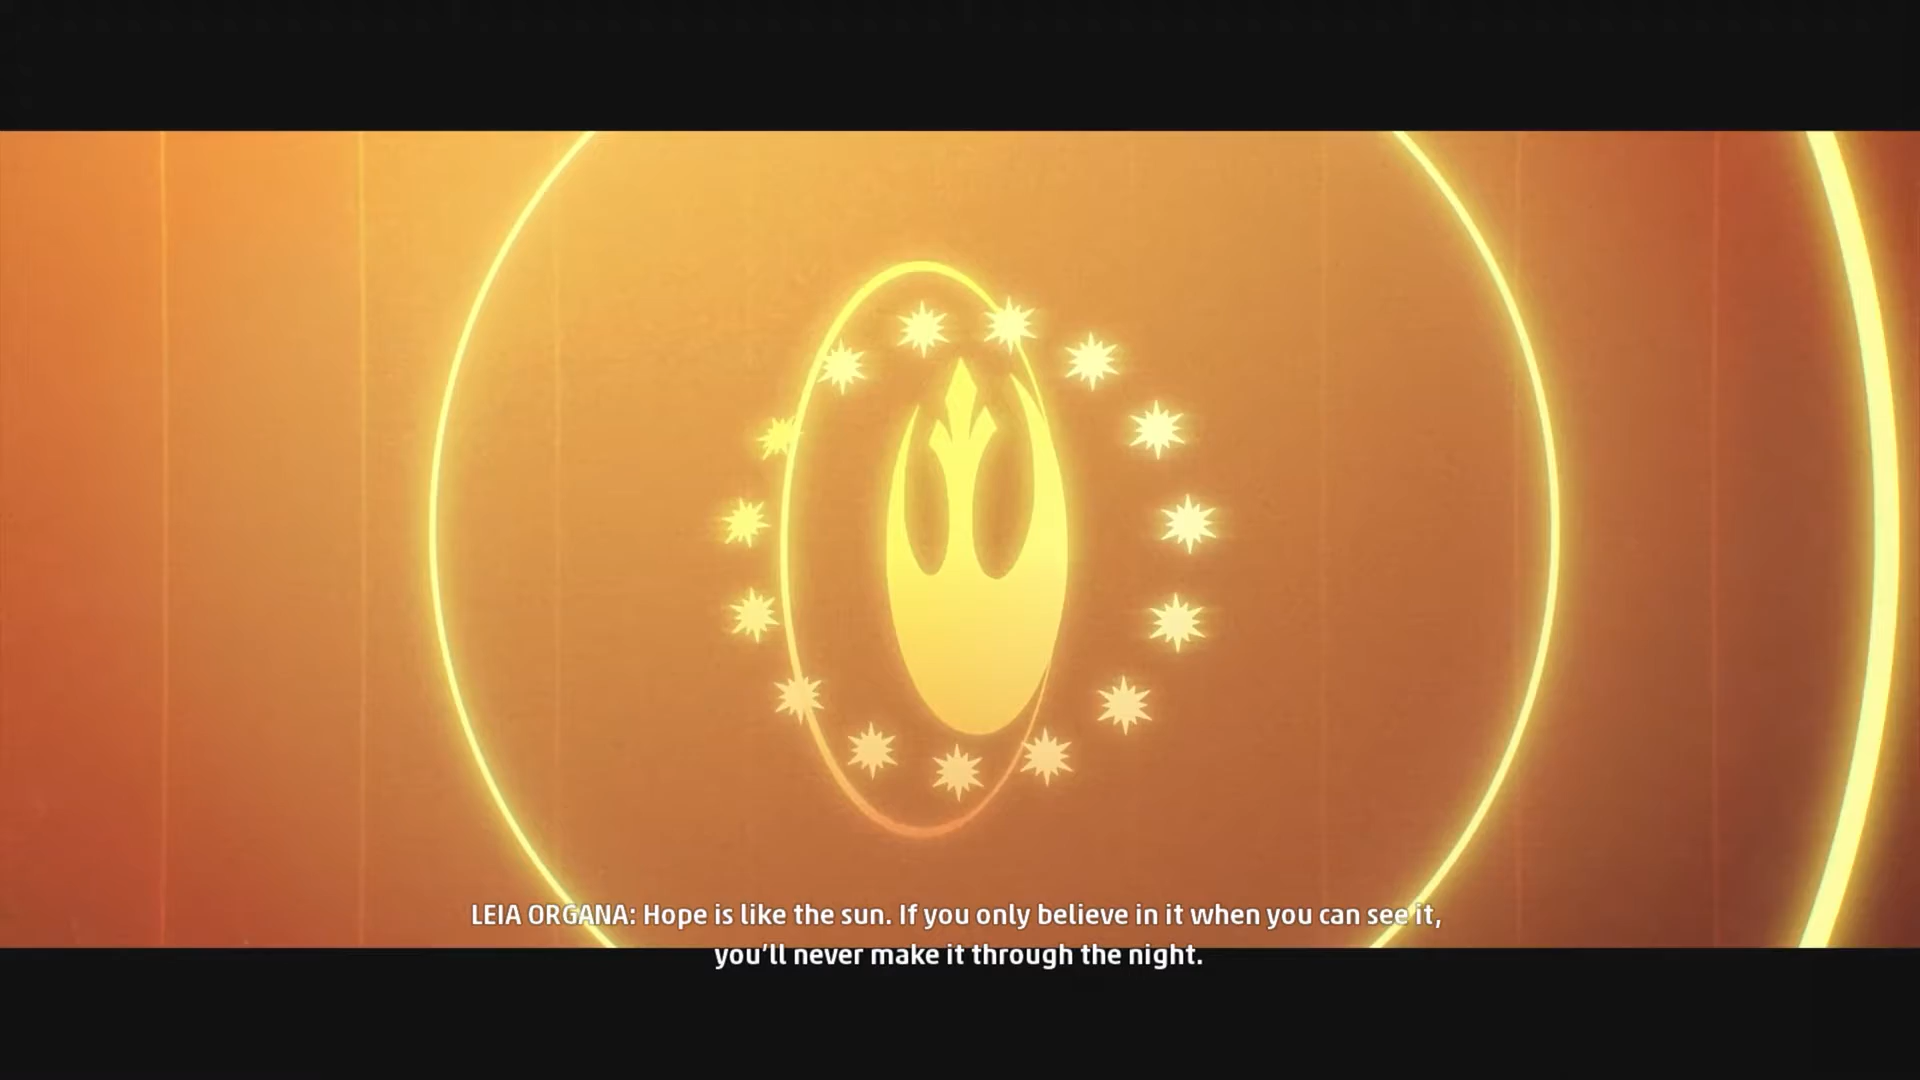 LEIA ORGANA: Hope is like the sun. If you only believe in it when you can see it,
you’ll never make it through the night.